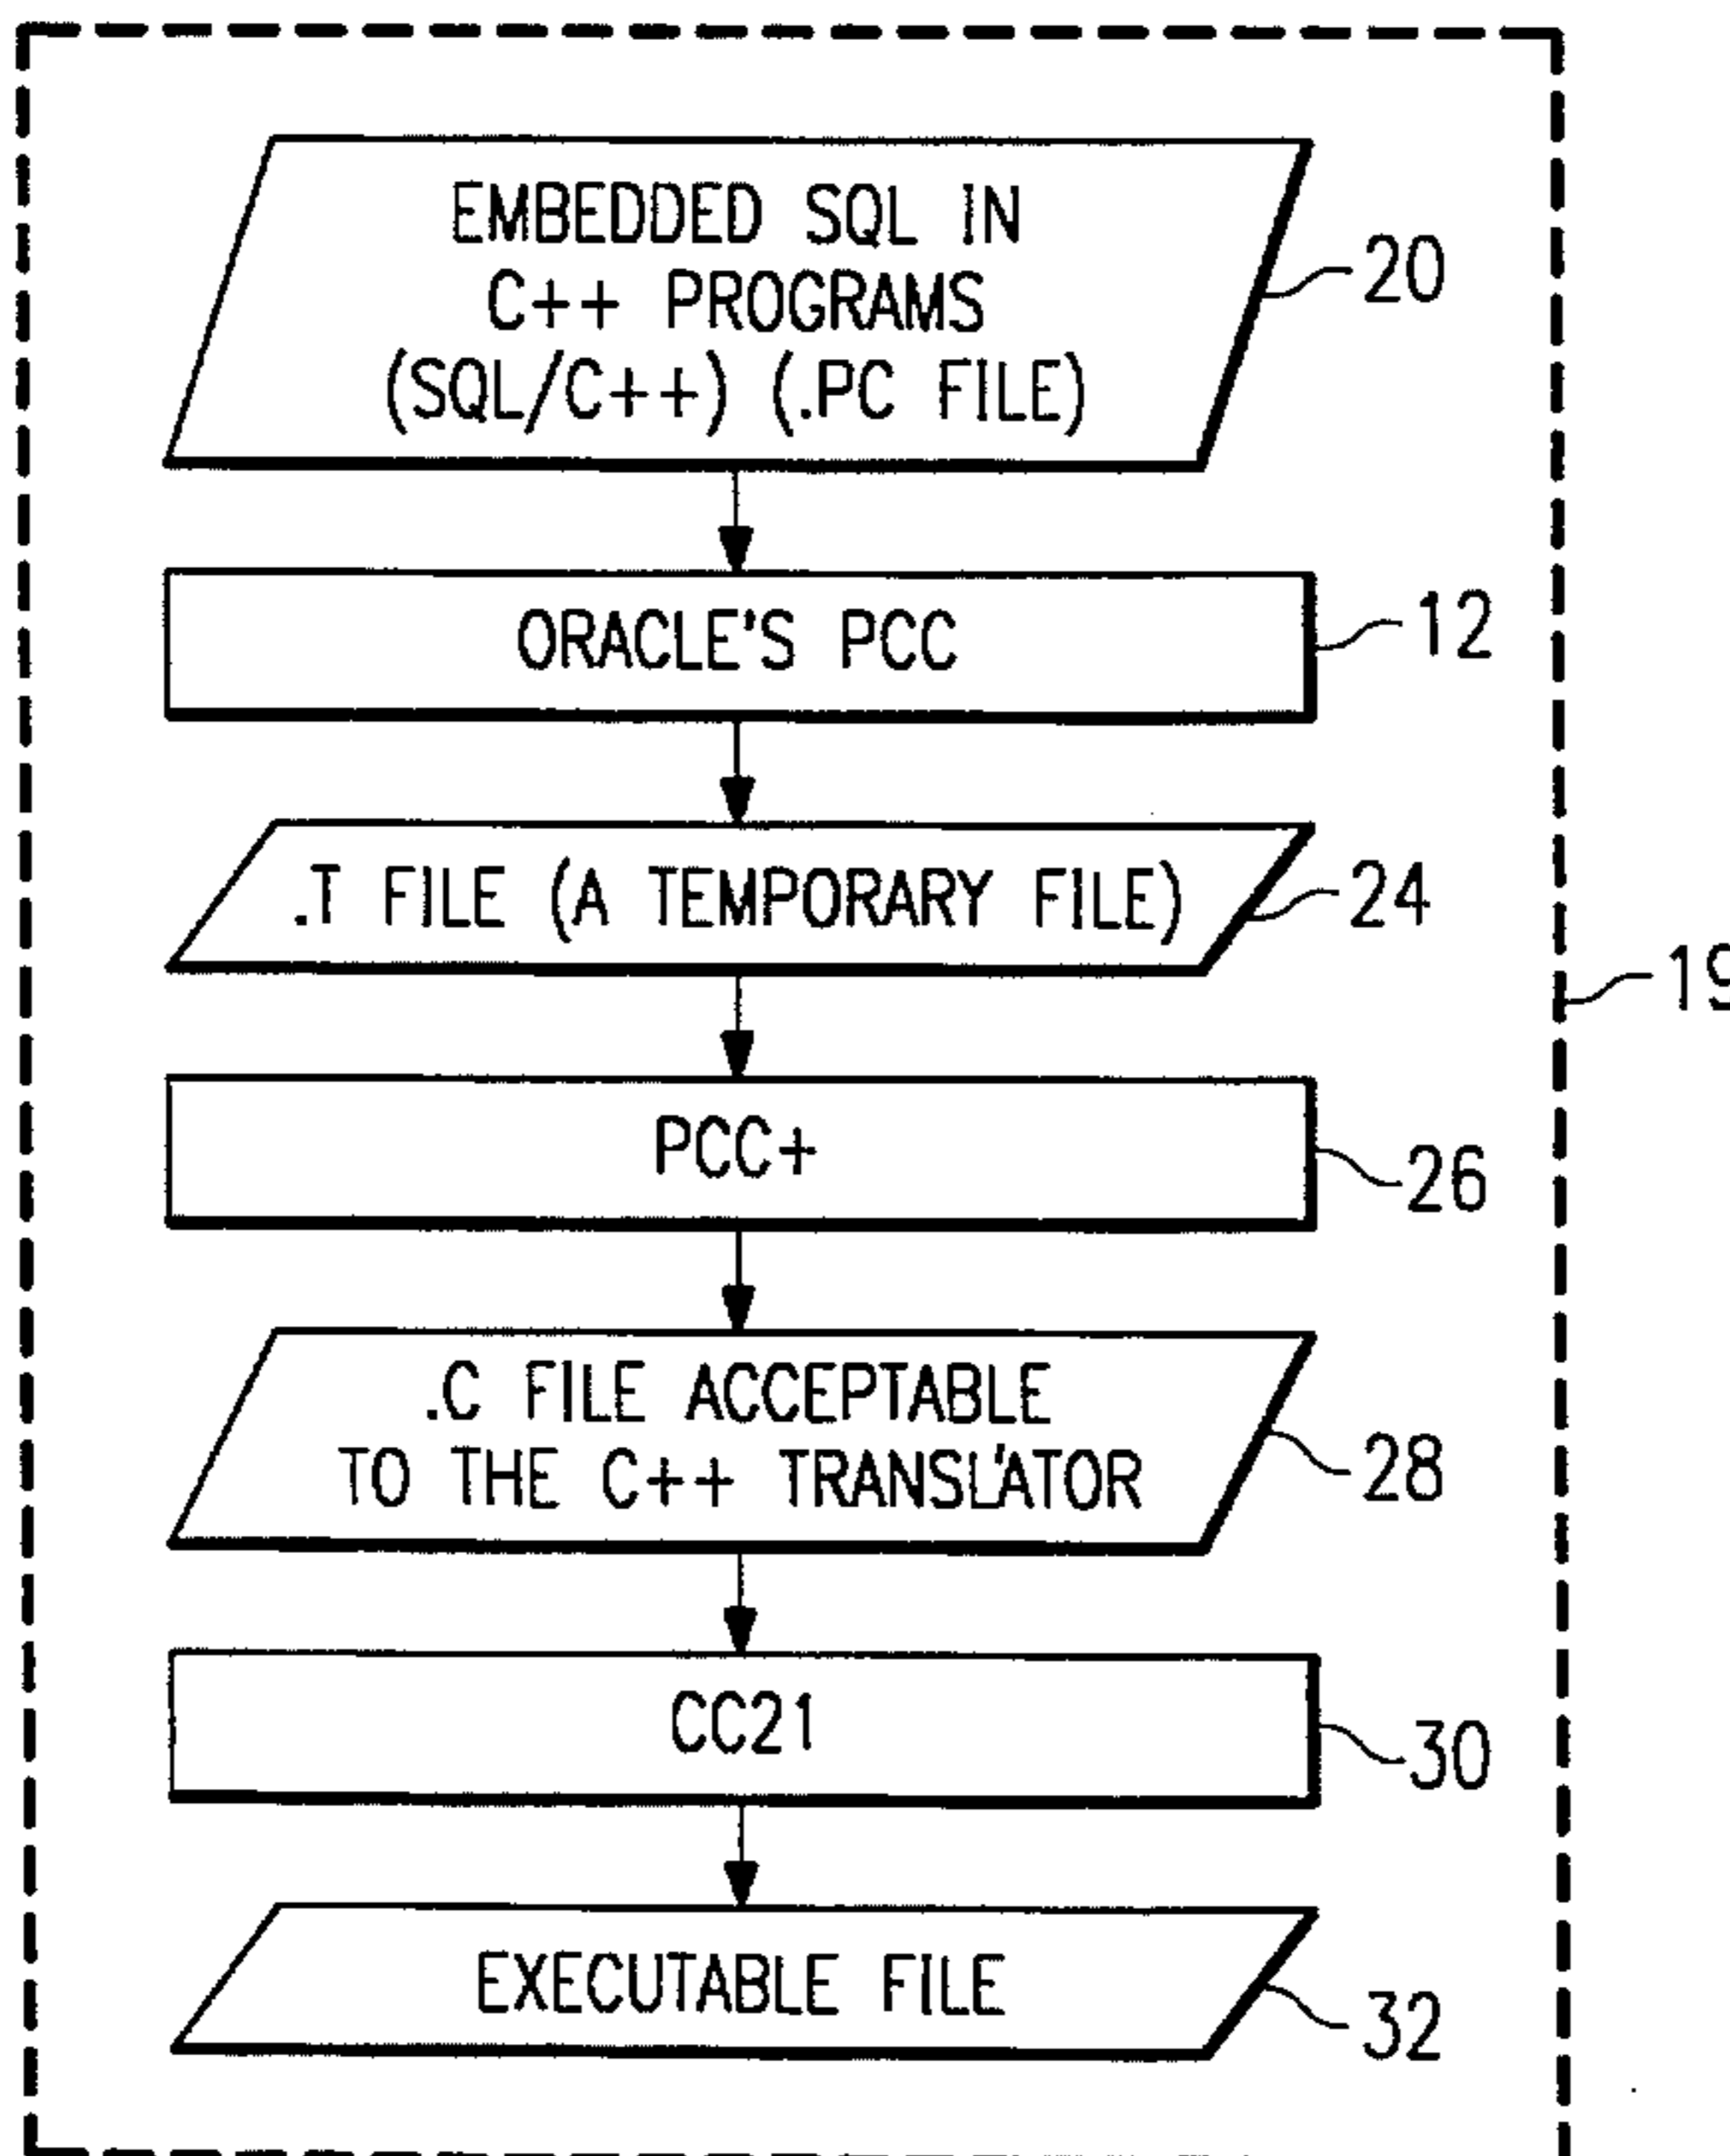 EMBEDDED SQL IN
C++ PROGRAMS
(SQL/C++) (.PC FILE)
20
ORACLE'S PCC
12
.T FILE (A TEMPORARY FILE)
24
19
PCC+
26
.C FILE ACCEPTABLE
TO THE C++ TRANSLATOR
28
CC21
30
EXECUTABLE FILE
32